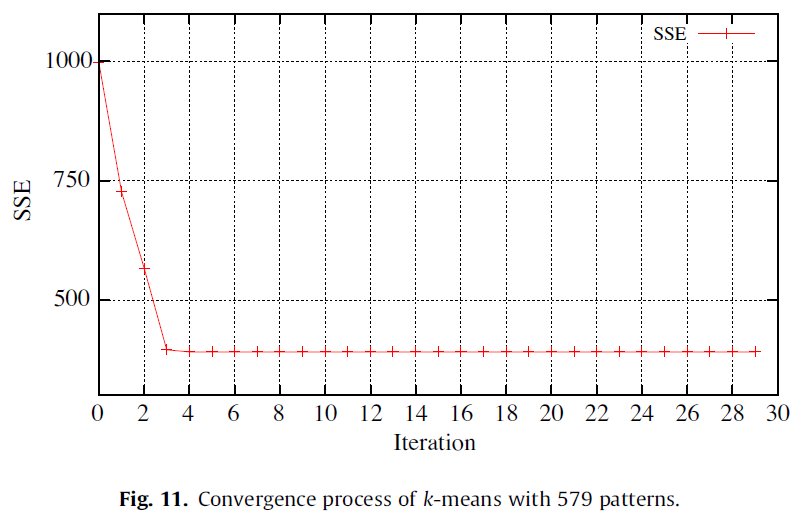 SSE
1000
750
500
SSE
0 2 4 6 8 10 12 14 16 18 20 22 24 26 28 30
Iteration
Fig. 11. Convergence process of k-means with 579 patterns.